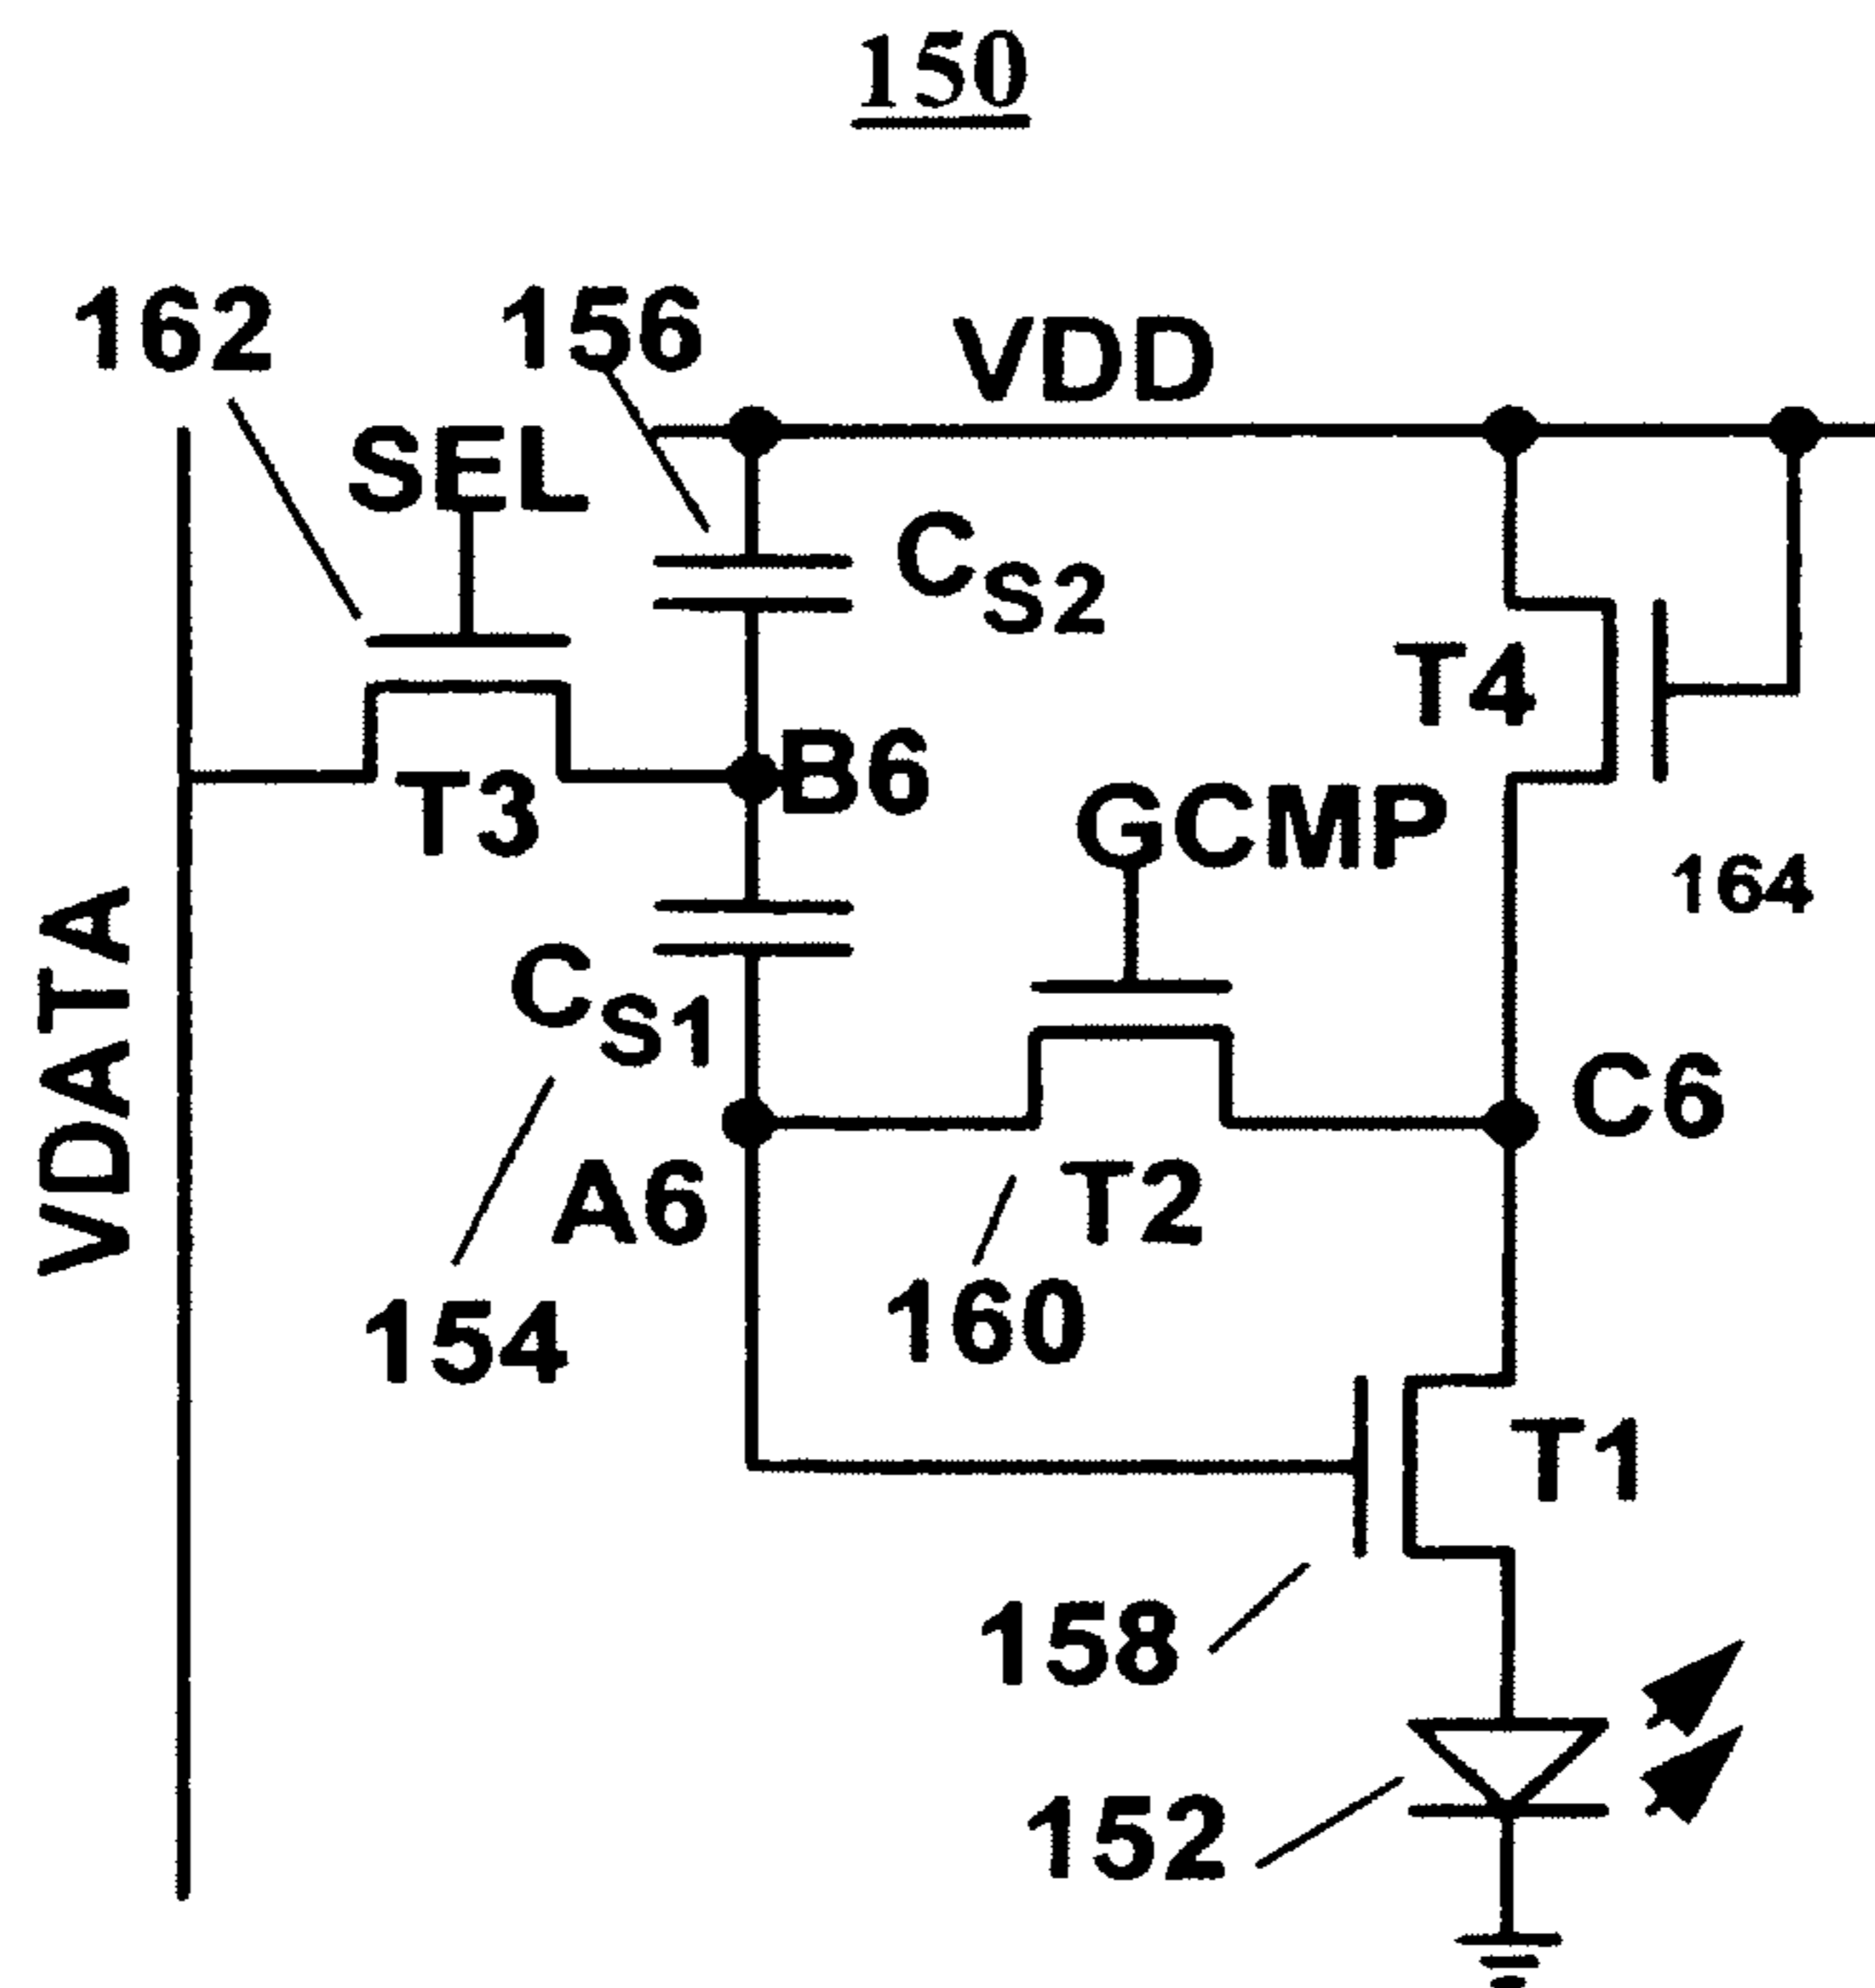 150
162
156
VDD
SEL
CS2
T4
B6
T3
GCMP
164
VDATA
CS1
C6
A6
T2
154
160
T1
158
152